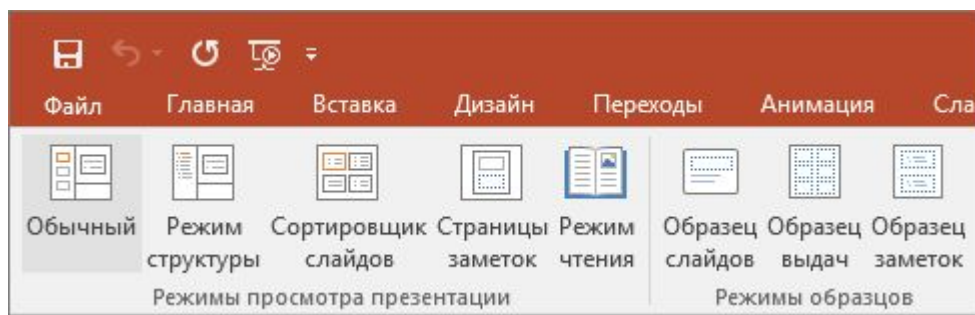 Файл Главная Вставка Дизайн Переходы Анимация Сла
Обычный Режим структуры Сортировщик слайдов Страницы заметок Режим чтения Образец слайдов Образец выдач Образец заметок
Режимы просмотра презентации Режимы образцов